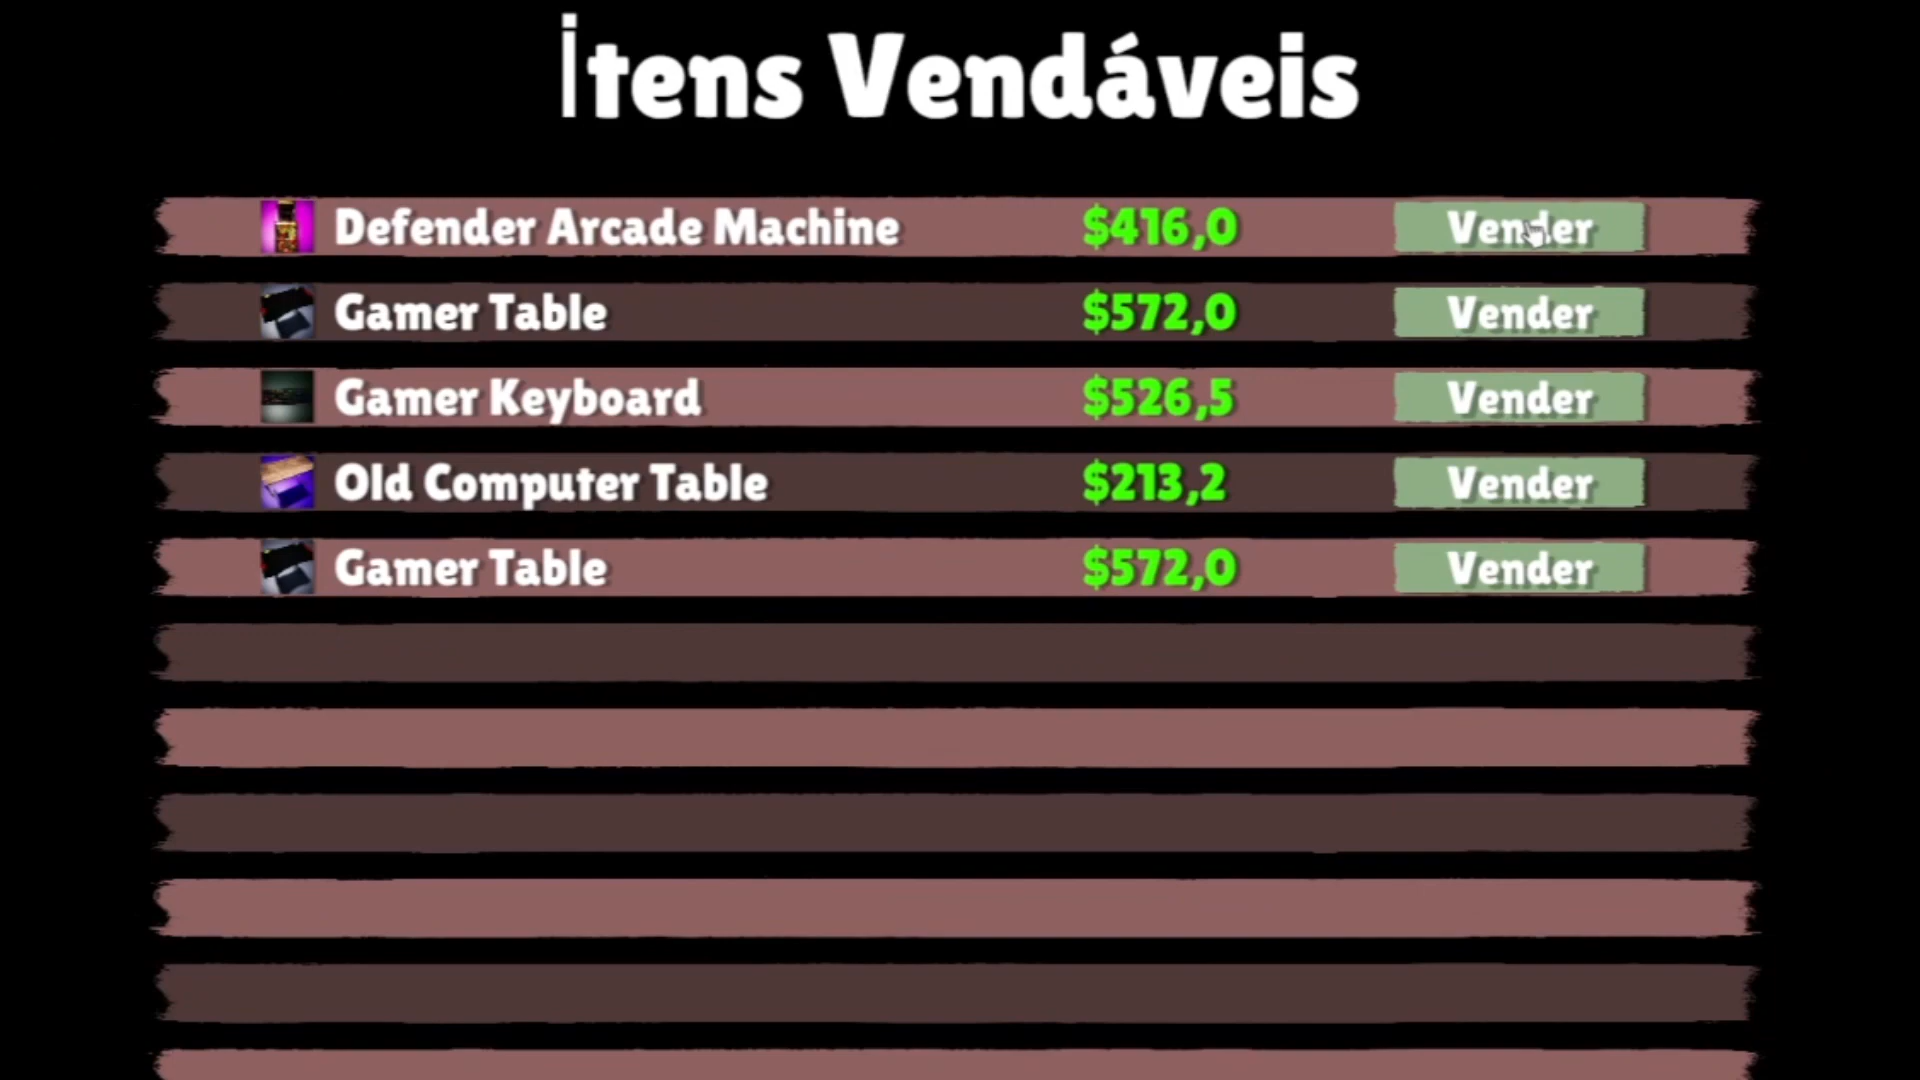 İtens Vendáveis
Defender Arcade Machine $416,0 Vender
Gamer Table $572,0 Vender
Gamer Keyboard $526,5 Vender
Old Computer Table $213,2 Vender
Gamer Table $572,0 Vender